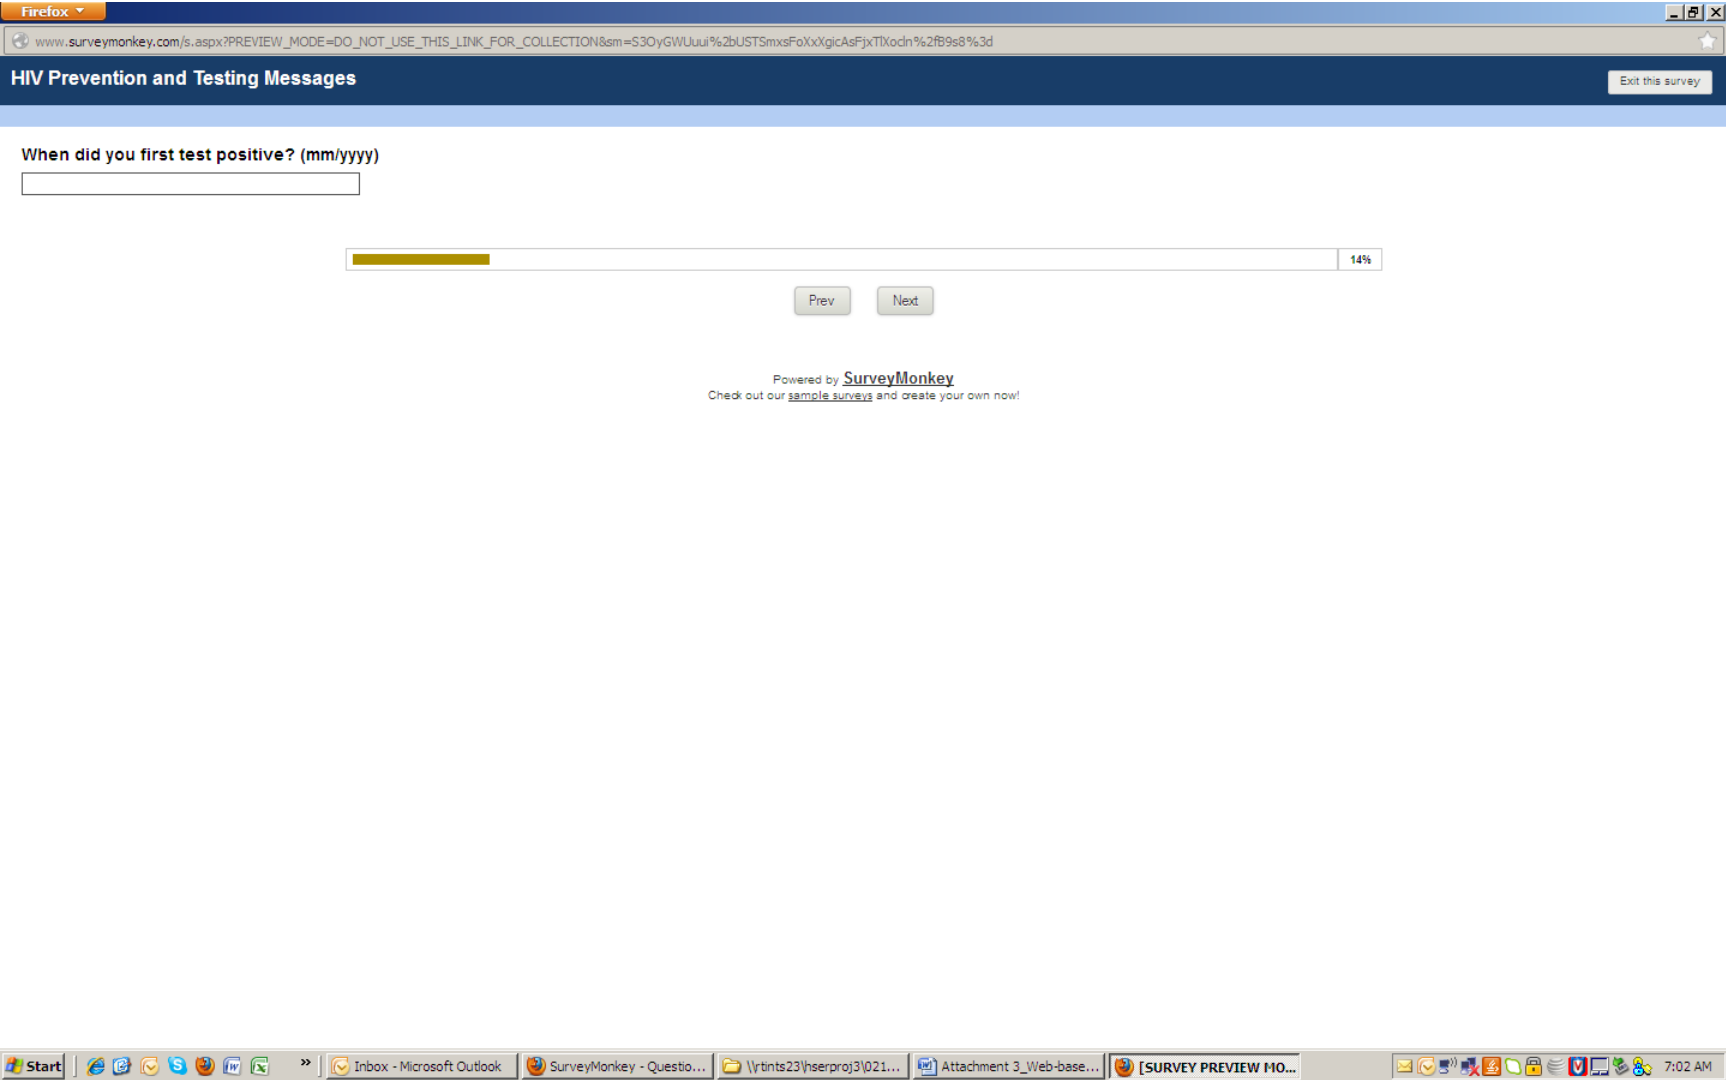 Firefox
www.surveymonkey.com/s.aspx?PREVIEW_MODE=DO_NOT_USE_THIS_LINK_FOR_COLLECTION&sm=S3OyGWUuui%2bUSTSmxsFoXxXgicAsFjxTlXocln%2fB9s8%3d
HIV Prevention and Testing Messages
Exit this survey
When did you first test positive? (mm/yyyy)
14%
Prev Next
Powered by SurveyMonkey
Check out our sample surveys and create your own now!
Start » Inbox - Microsoft Outlook SurveyMonkey - Questio... \\rtints23\hserproj3\021... Attachment 3_Web-base... [SURVEY PREVIEW MO... 7:02 AM